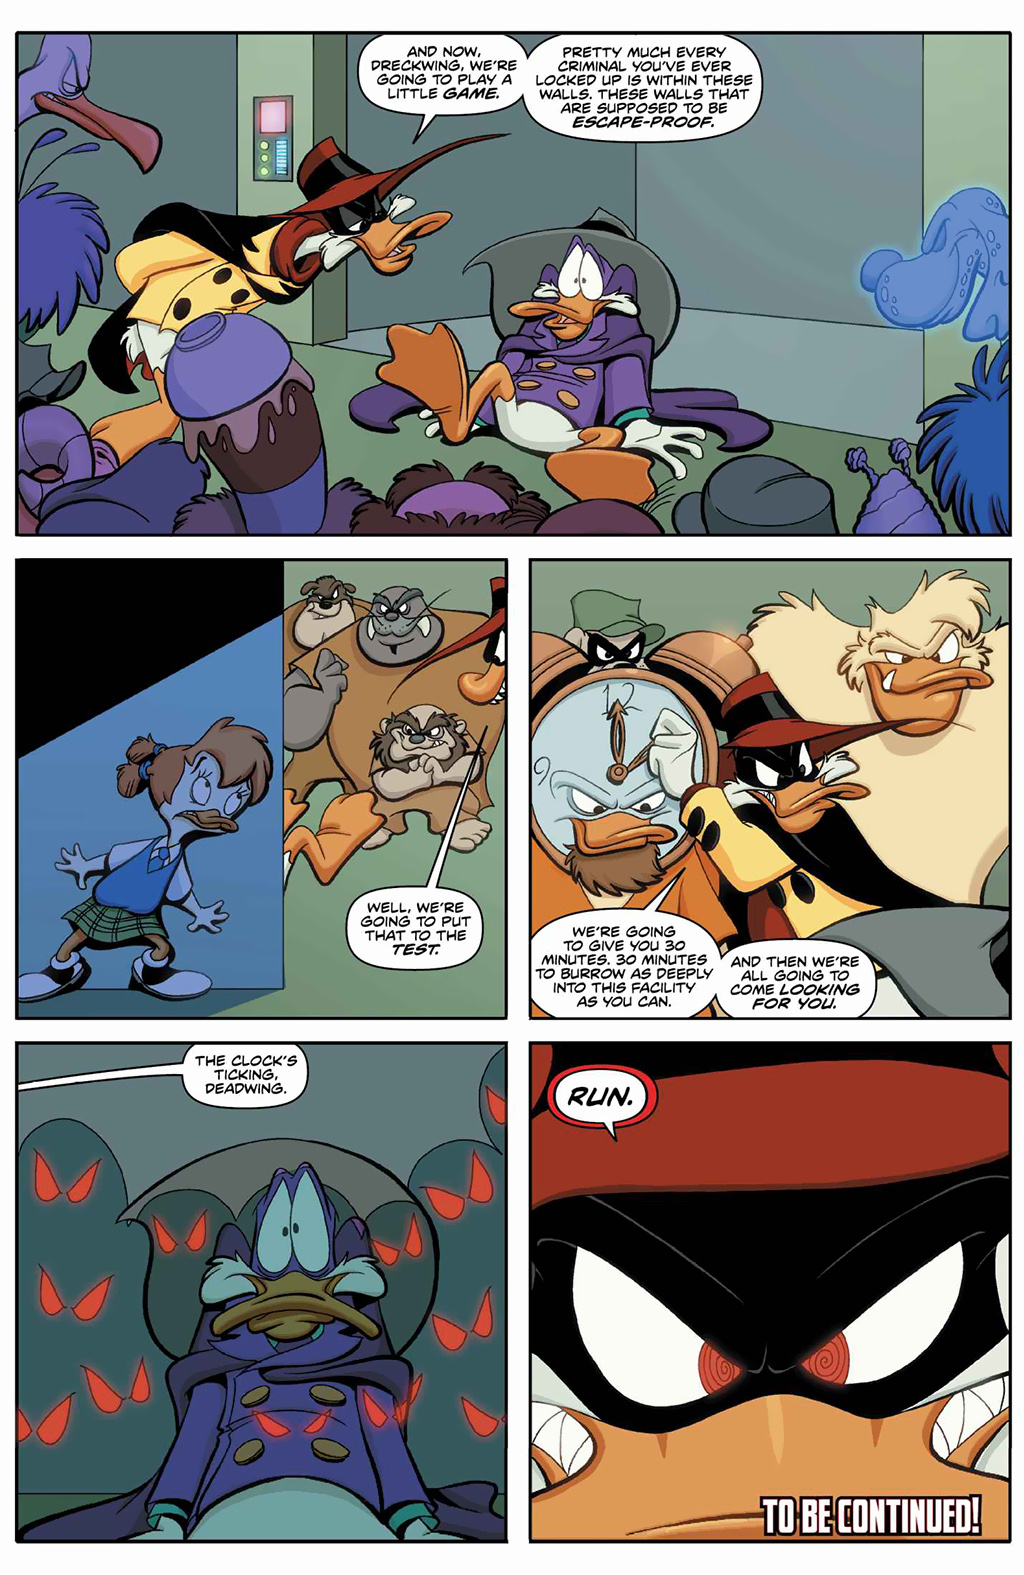 AND NOW,
DRECKWING, WE'RE
GOING TO PLAY A
LITTLE GAME.
PRETTY MUCH EVERY
CRIMINAL YOU'VE EVER
LOCKED UP IS WITHIN THESE
WALLS. THESE WALLS THAT
ARE SUPPOSED TO BE
ESCAPE-PROOF.
WELL, WE'RE
GOING TO PUT
THAT TO THE
TEST.
12
9
WE'RE GOING
TO GIVE YOU 30
MINUTES. 30 MINUTES
TO BURROW AS DEEPLY
INTO THIS FACILITY
AS YOU CAN.
AND THEN WE'RE
ALL GOING TO
COME LOOKING
FOR YOU.
THE CLOCK'S
TICKING,
DEADWING.
RUN.
TO BE CONTINUED!